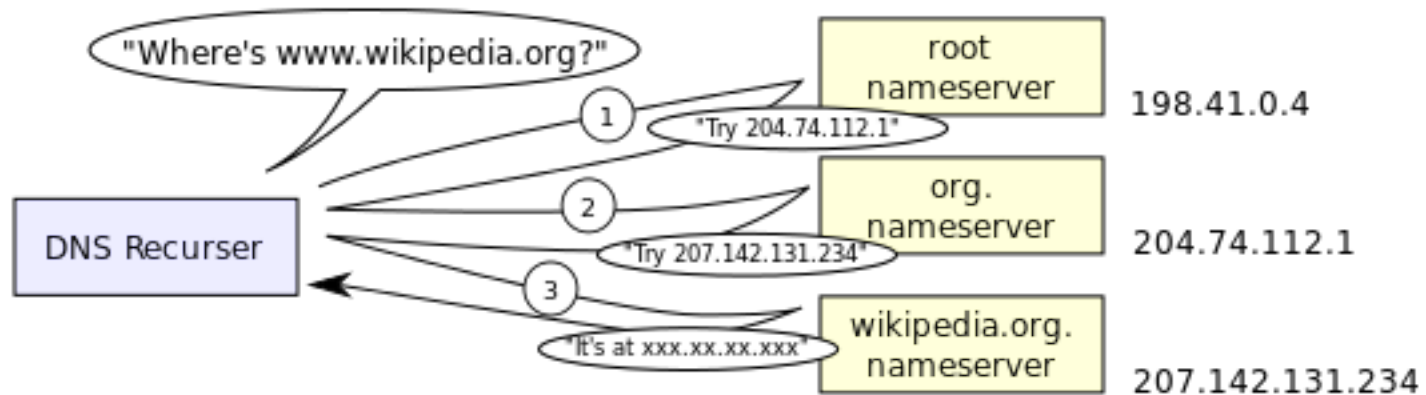 "Where's www.wikipedia.org?"
root
nameserver
198.41.0.4
1
"Try 204.74.112.1"
org.
nameserver
204.74.112.1
2
"Try 207.142.131.234"
DNS Recurser
3
"It's at xxx.xx.xx.xxx"
wikipedia.org.
nameserver
207.142.131.234